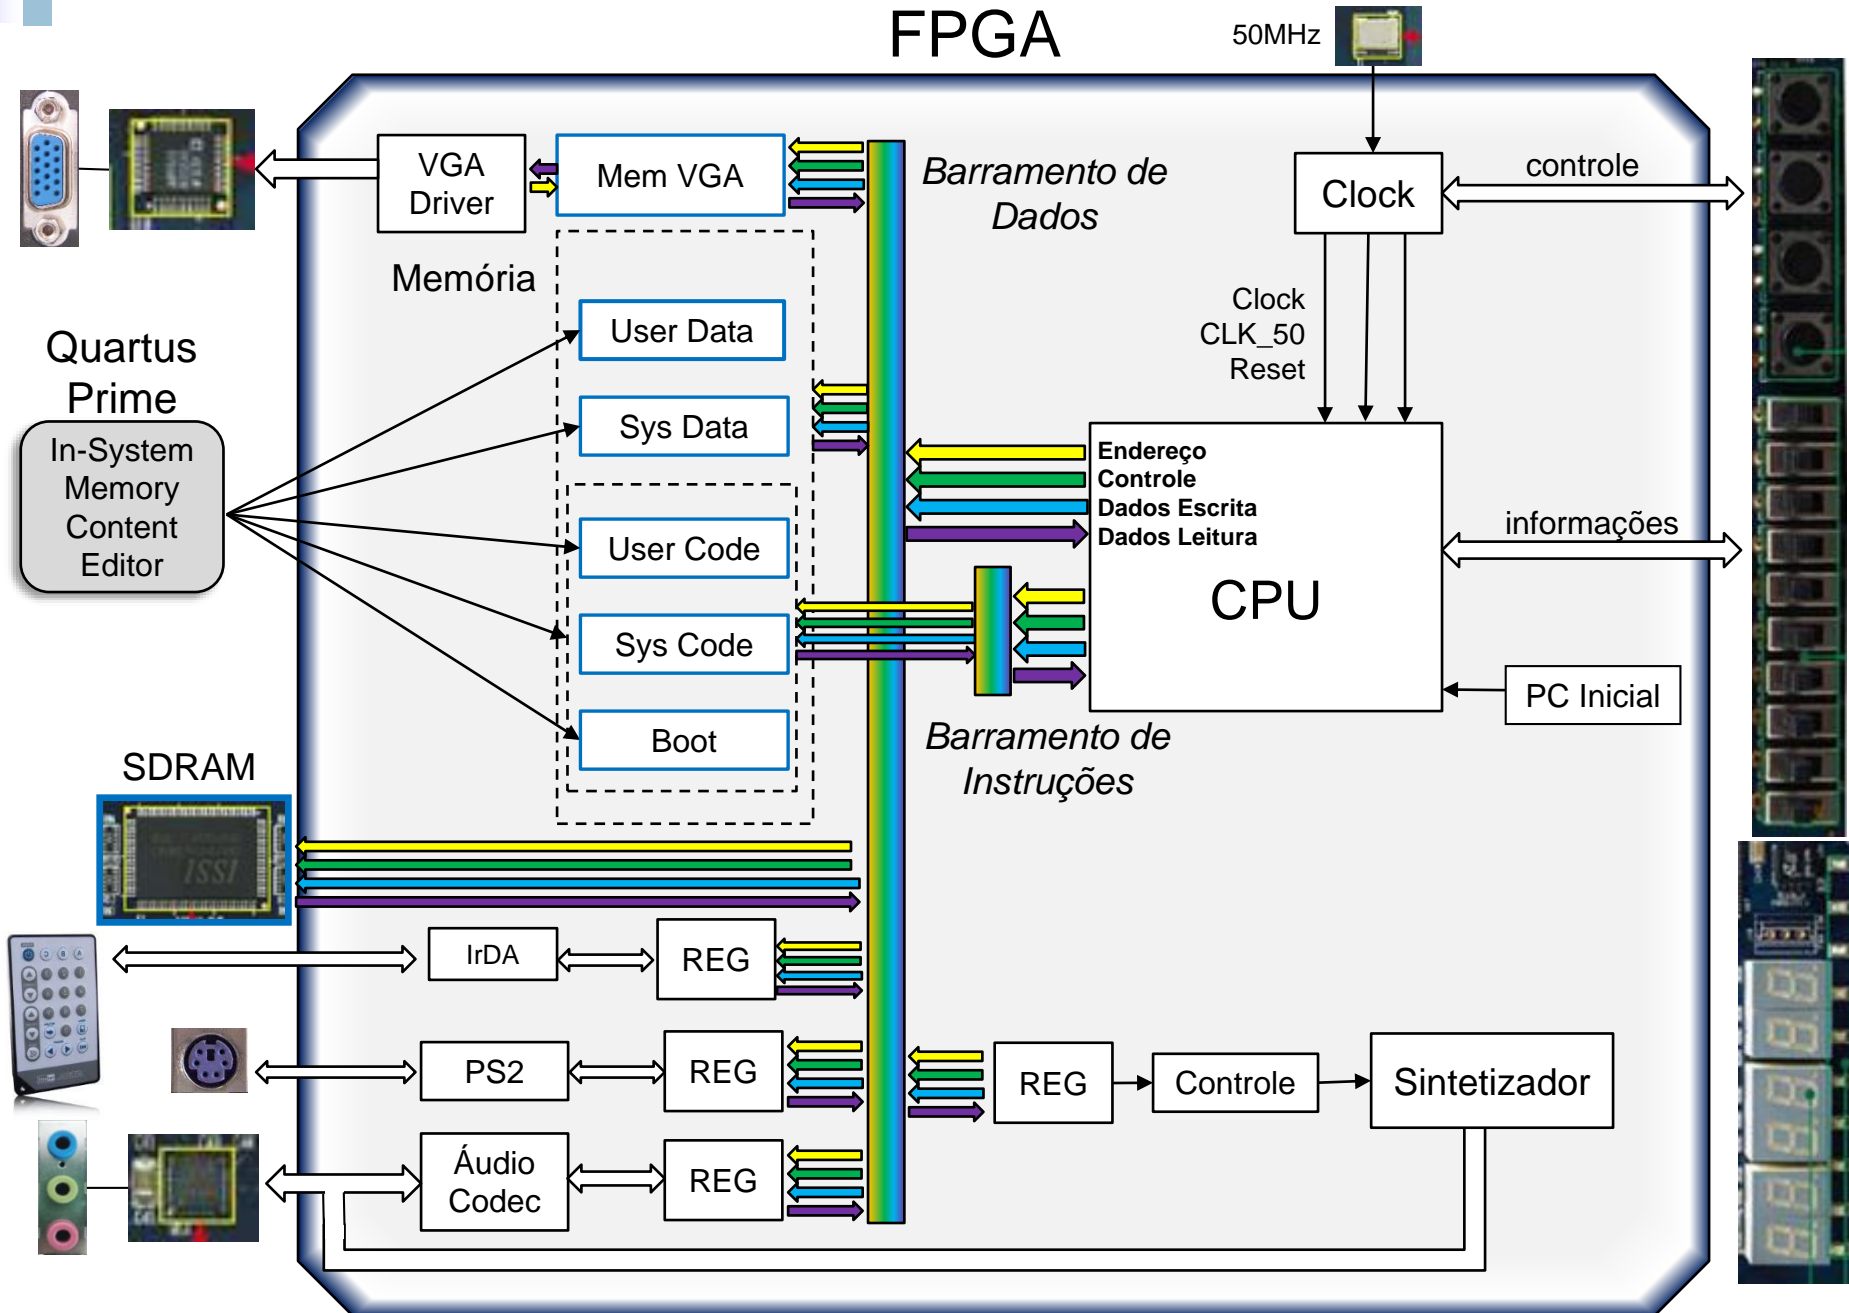 FPGA
50MHz
VGA
Driver
Mem VGA
Barramento de
Dados
Clock
controle
Memória
User Data
Clock
CLK_50
Reset
Quartus
Prime
In-System
Memory
Content
Editor
Sys Data
Endereço
Controle
Dados Escrita
Dados Leitura
CPU
informações
User Code
Sys Code
PC Inicial
Boot
Barramento de
Instruções
SDRAM
ISSI
IrDA
REG
PS2
REG
REG
Controle
Sintetizador
Áudio
Codec
REG